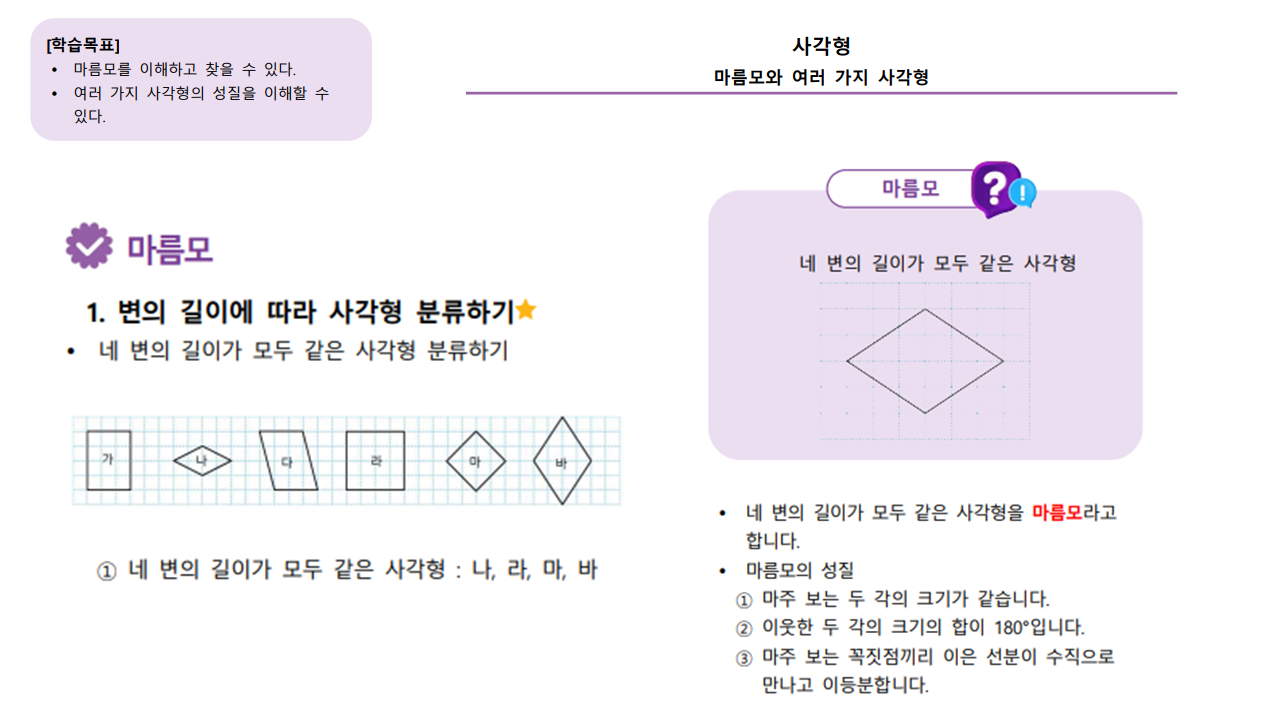 [학습목표]
• 마름모를 이해하고 찾을 수 있다.
• 여러 가지 사각형의 성질을 이해할 수
있다.
사각형
마름모와 여러 가지 사각형
마름모
1. 변의 길이에 따라 사각형 분류하기
• 네 변의 길이가 모두 같은 사각형 분류하기
가 나 다 라 마 바
① 네 변의 길이가 모두 같은 사각형 : 나, 라, 마, 바
마름모 ? !
네 변의 길이가 모두 같은 사각형
• 네 변의 길이가 모두 같은 사각형을 마름모라고
합니다.
• 마름모의 성질
① 마주 보는 두 각의 크기가 같습니다.
② 이웃한 두 각의 크기의 합이 180°입니다.
③ 마주 보는 꼭짓점끼리 이은 선분이 수직으로
만나고 이등분합니다.